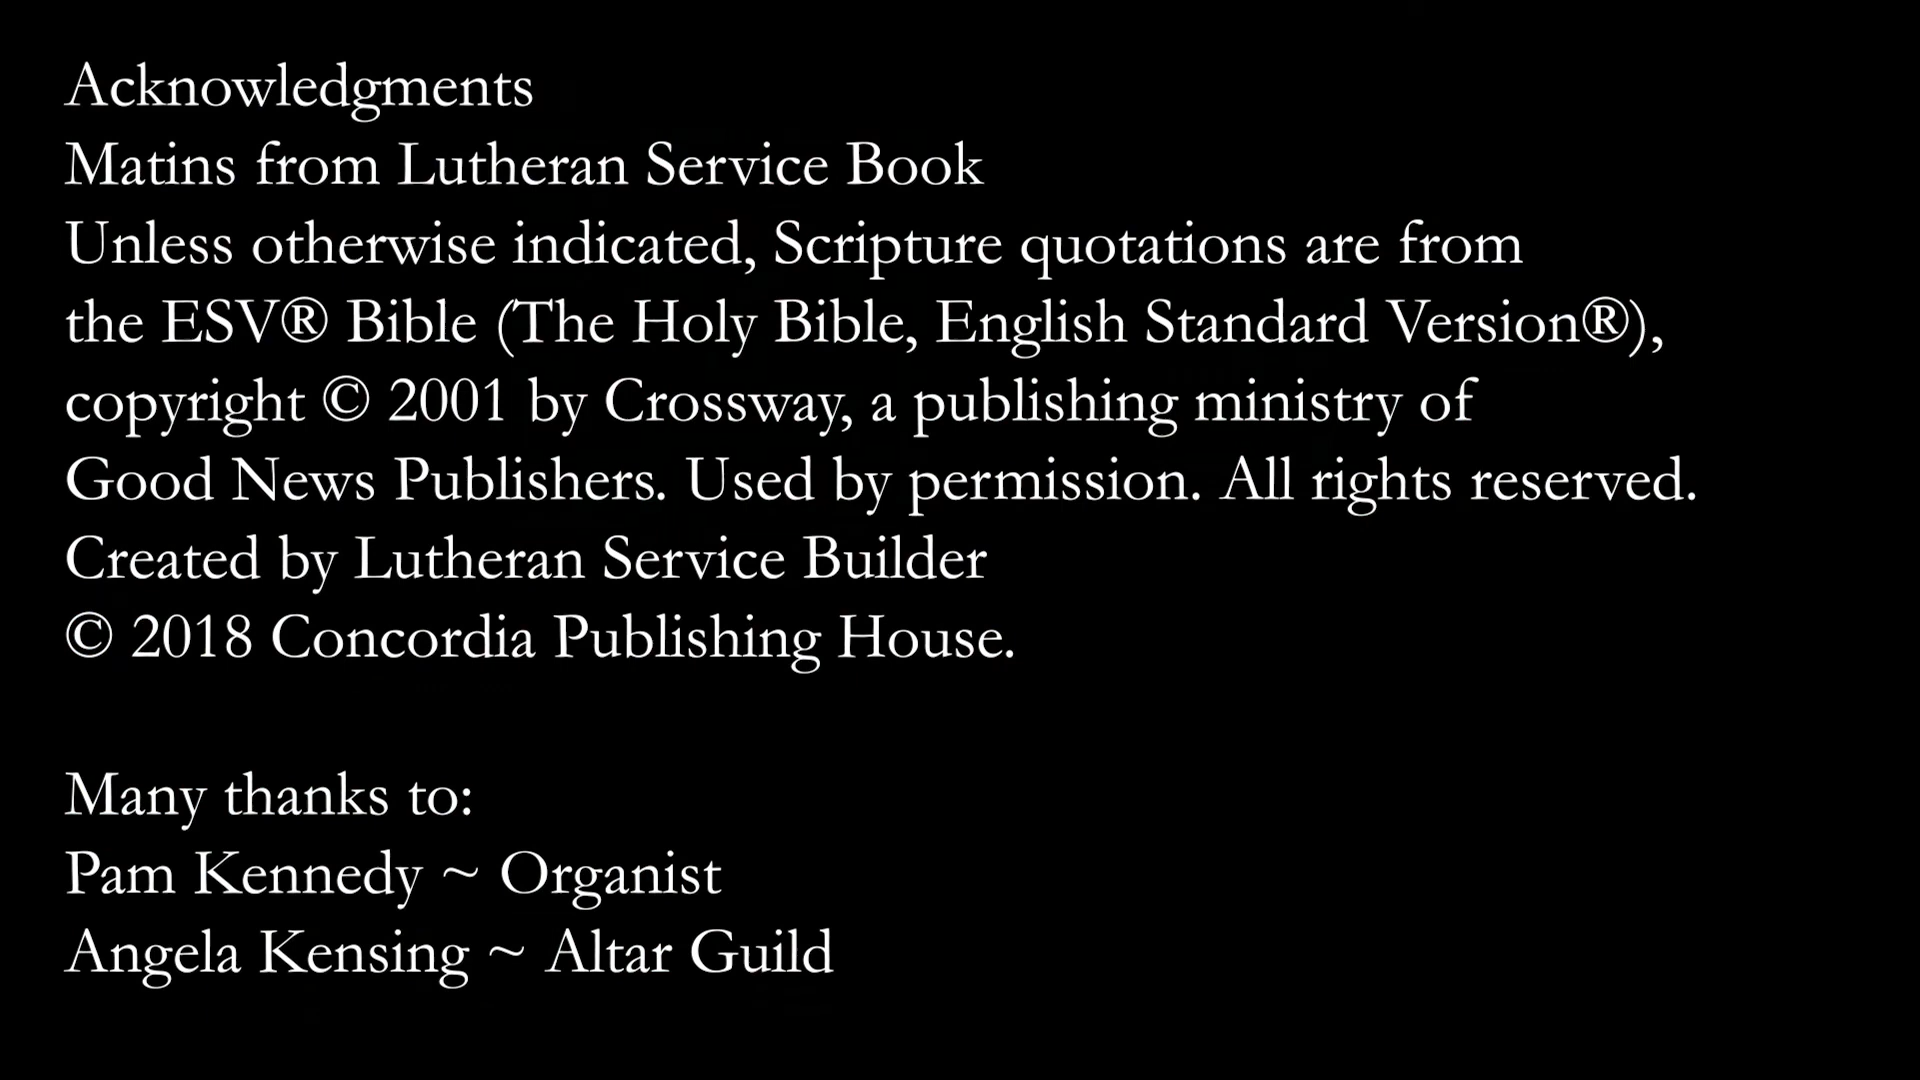 Acknowledgments
Matins from Lutheran Service Book
Unless otherwise indicated, Scripture quotations are from
the ESV® Bible (The Holy Bible, English Standard Version®),
copyright © 2001 by Crossway, a publishing ministry of
Good News Publishers. Used by permission. All rights reserved.
Created by Lutheran Service Builder
© 2018 Concordia Publishing House.
Many thanks to:
Pam Kennedy ~ Organist
Angela Kensing ~ Altar Guild